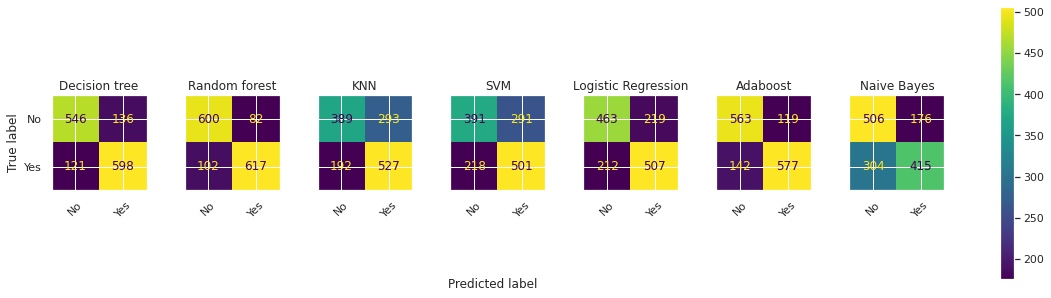 Decision tree Random forest KNN SVM Logistic Regression Adaboost Naive Bayes
True label
No
Yes
546 136
121 598
No Yes
600 82
102 617
No Yes
389 293
192 527
No Yes
391 291
218 501
No Yes
463 219
212 507
No Yes
563 119
142 577
No Yes
506 176
304 415
No Yes
Predicted label
500
450
400
350
300
250
200